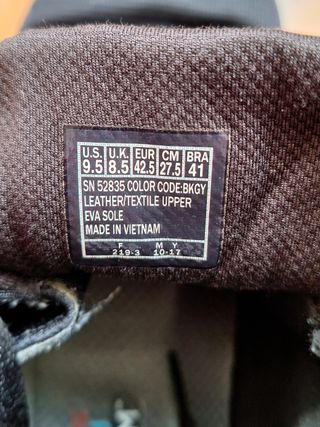 U.S. U.K. EUR CM BRA
9.5 8.5 42.5 27.5 41
SN 52835 COLOR CODE:BKGY
LEATHER/TEXTILE UPPER
EVA SOLE
MADE IN VIETNAM
F M Y
219-3 10-17